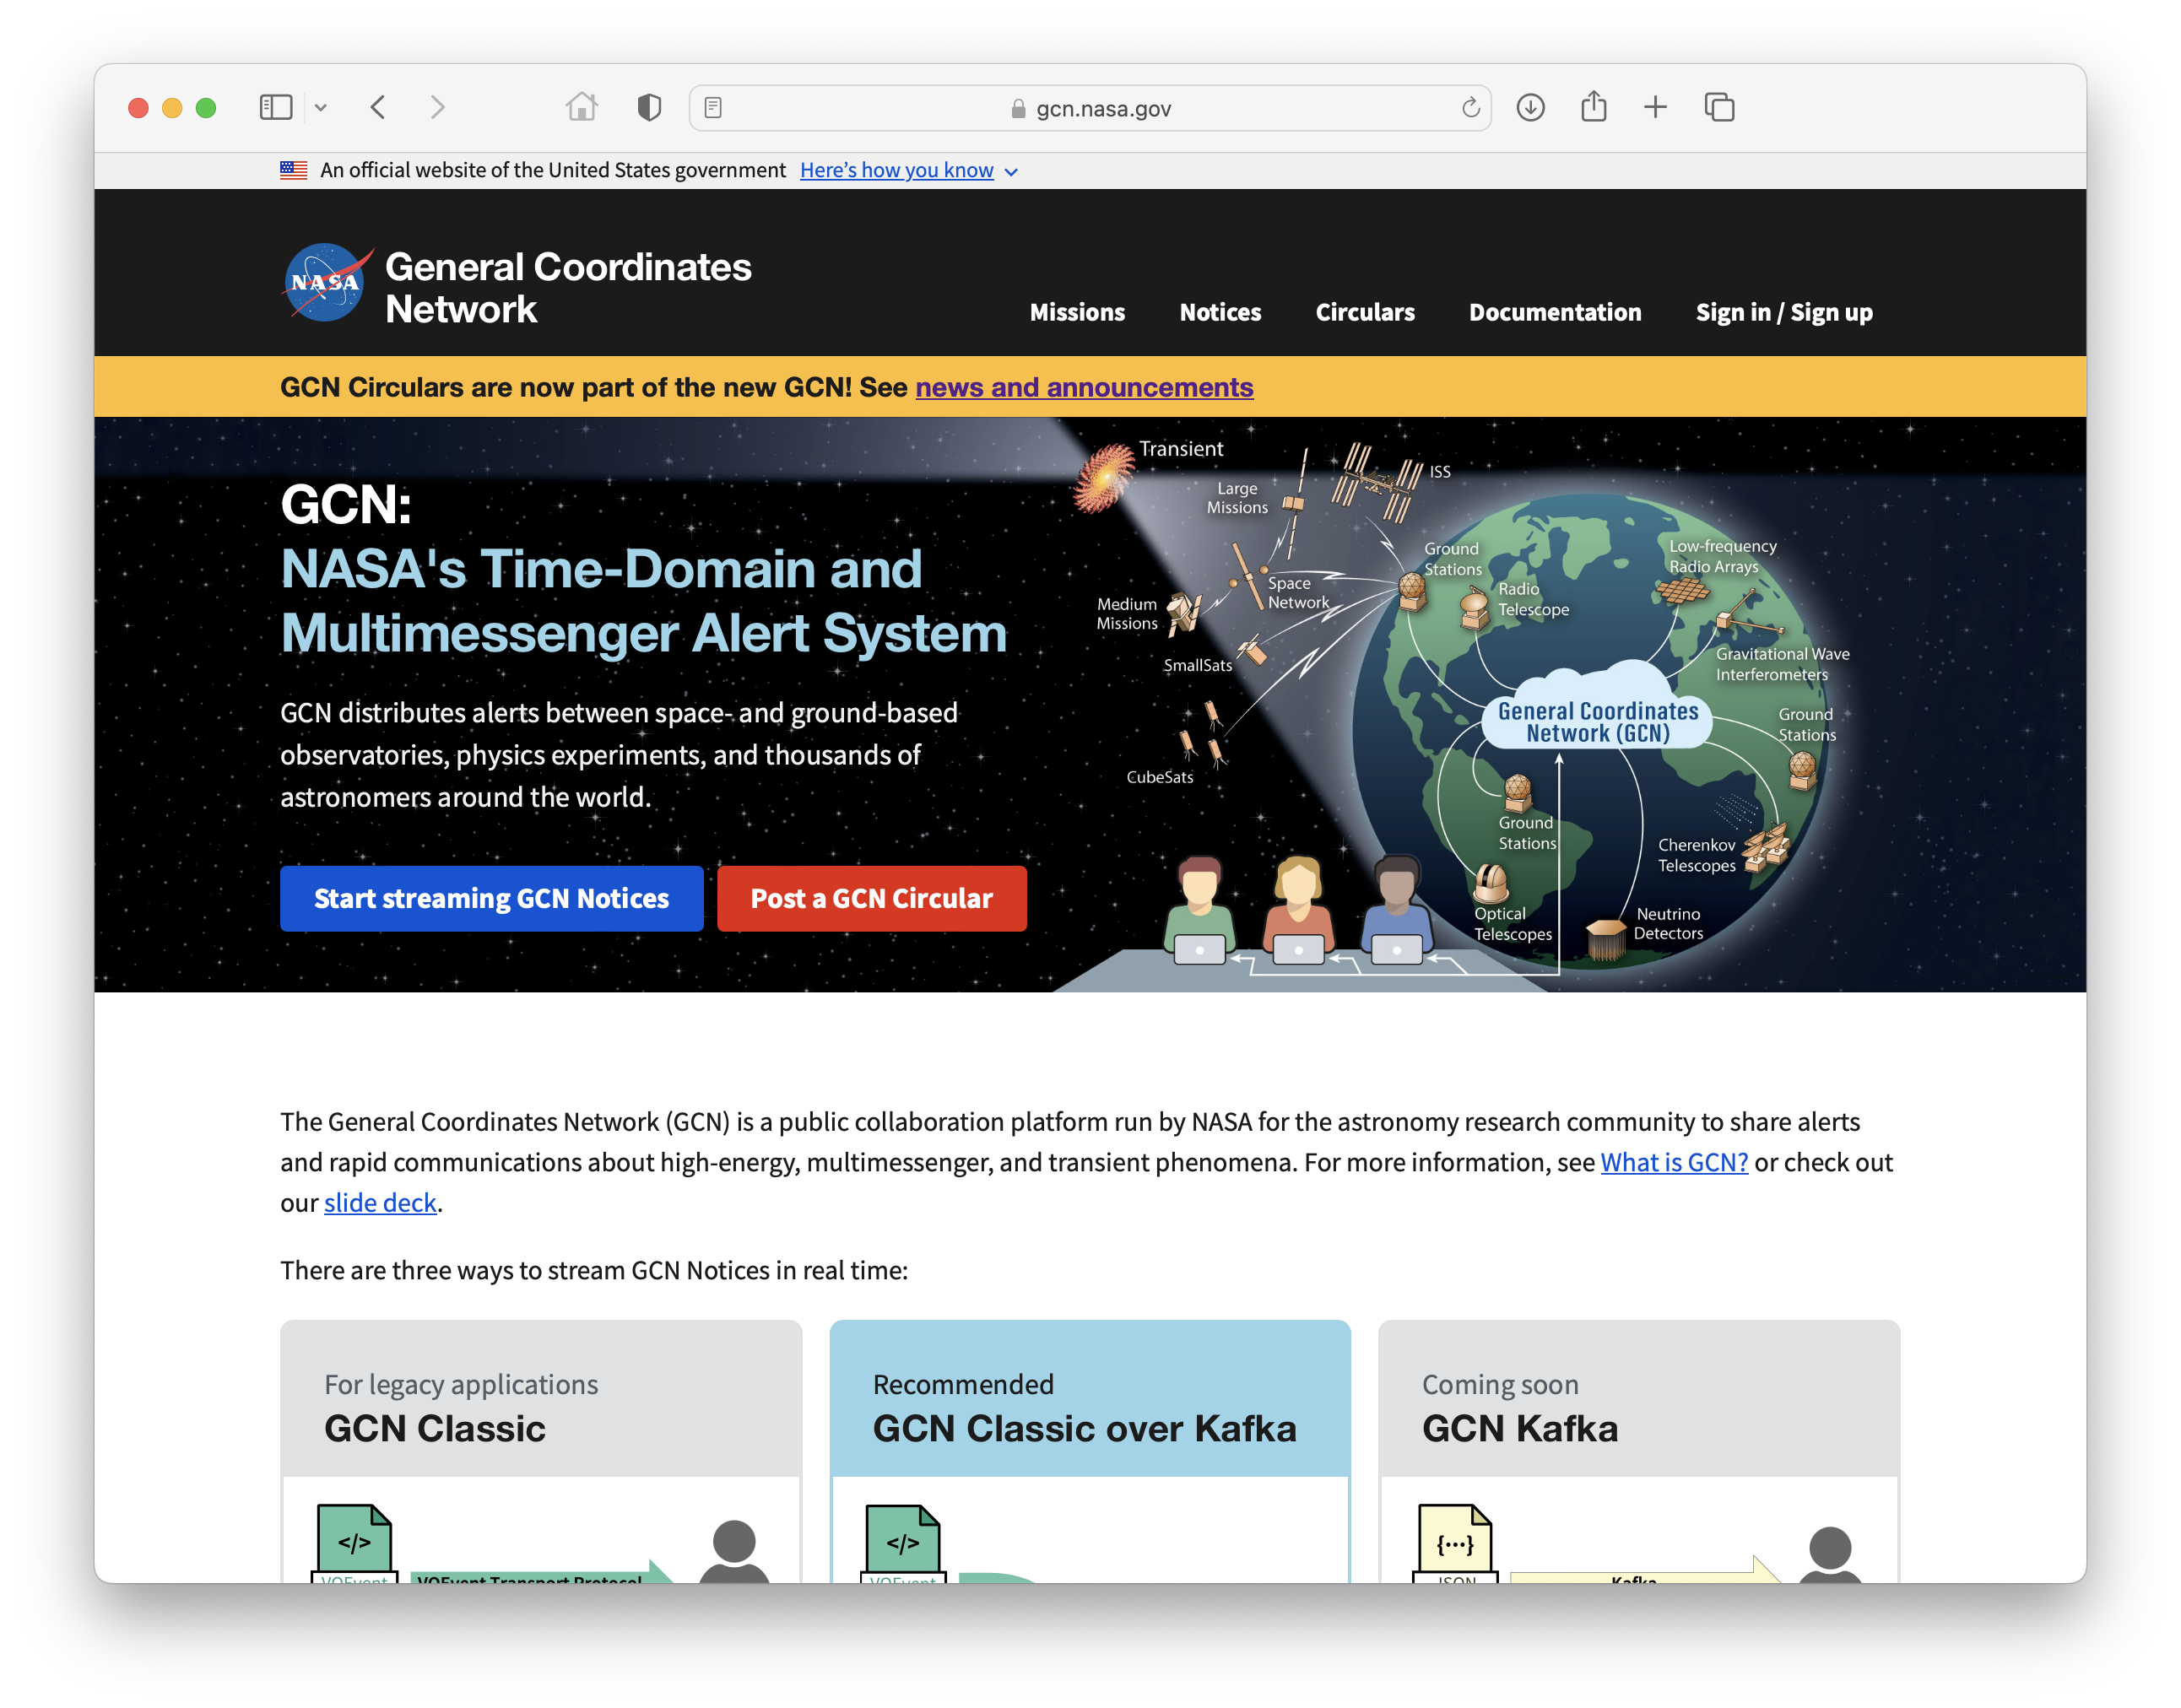 gcn.nasa.gov
An official website of the United States government Here’s how you know
NASA
General Coordinates
Network
Missions Notices Circulars Documentation Sign in / Sign up
GCN Circulars are now part of the new GCN! See news and announcements
GCN:
NASA's Time-Domain and
Multimessenger Alert System
GCN distributes alerts between space- and ground-based
observatories, physics experiments, and thousands of
astronomers around the world.
Start streaming GCN Notices Post a GCN Circular
Transient
Large
Missions
ISS
Medium
Missions
Space
Network
SmallSats
CubeSats
Ground
Stations
Radio
Telescope
Low-frequency
Radio Arrays
Gravitational Wave
Interferometers
General Coordinates
Network (GCN)
Ground
Stations
Ground
Stations
Cherenkov
Telescopes
Optical
Telescopes
Neutrino
Detectors
The General Coordinates Network (GCN) is a public collaboration platform run by NASA for the astronomy research community to share alerts
and rapid communications about high-energy, multimessenger, and transient phenomena. For more information, see What is GCN? or check out
our slide deck.
There are three ways to stream GCN Notices in real time:
For legacy applications
GCN Classic
</>
VOEvent
VOEvent Transport Protocol
Recommended
GCN Classic over Kafka
</>
VOEvent
Coming soon
GCN Kafka
{···}
JSON
Kafka